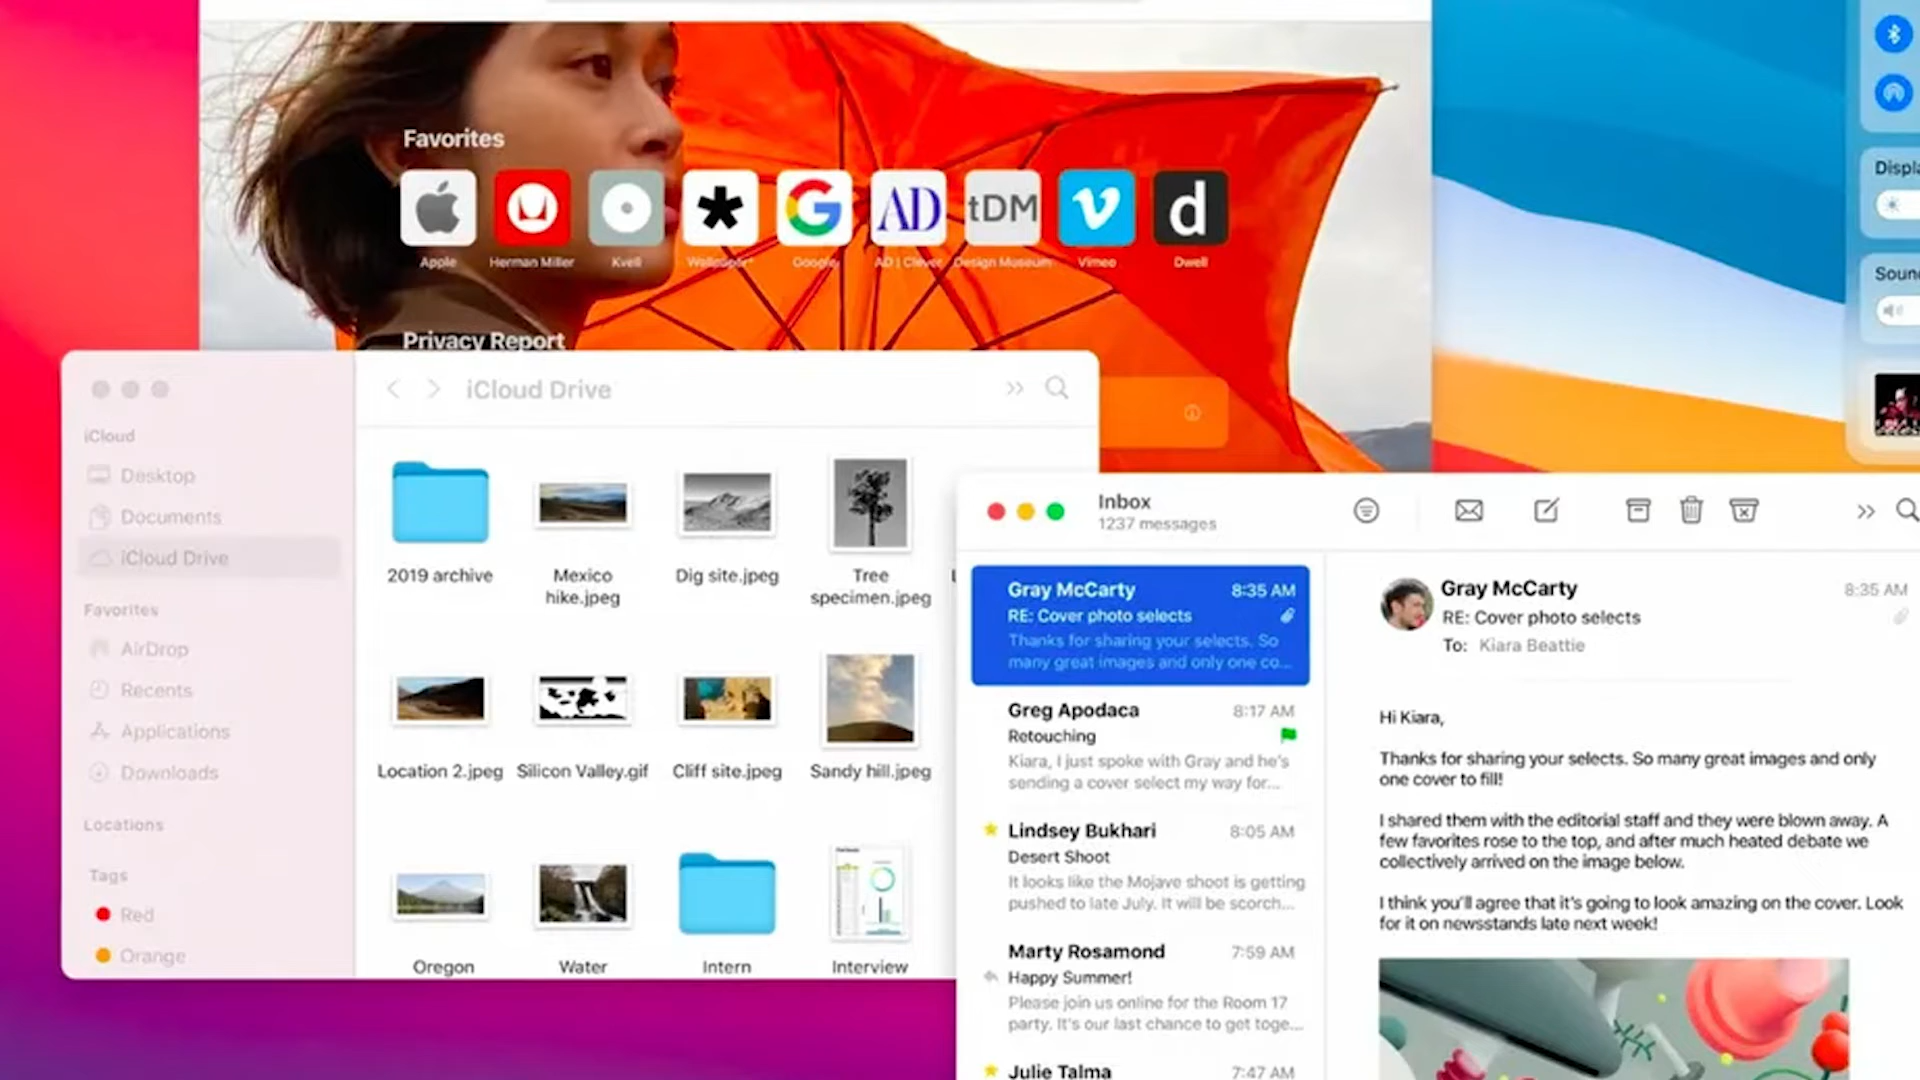 Favorites
AD
tDM
d
Apple
Herman Miller
Kvell
Wallpaper*
Google
AD | Clever
Design Museum
Vimeo
Dwell
Privacy Report
Displa
Soun
iCloud
Desktop
Documents
iCloud Drive
Favorites
AirDrop
Recents
Applications
Downloads
Locations
Tags
Red
Orange
iCloud Drive
2019 archive
Mexico
hike.jpeg
Dig site.jpeg
Tree
specimen.jpeg
Location 2.jpeg
Silicon Valley.gif
Cliff site.jpeg
Sandy hill.jpeg
Oregon
Water
Intern
Interview
Inbox
1237 messages
Gray McCarty 8:35 AM
RE: Cover photo selects
Thanks for sharing your selects. So
many great images and only one co...
Greg Apodaca 8:17 AM
Retouching
Kiara, I just spoke with Gray and he's
sending a cover select my way for...
Lindsey Bukhari 8:05 AM
Desert Shoot
It looks like the Mojave shoot is getting
pushed to late July. It will be scorch...
Marty Rosamond 7:59 AM
Happy Summer!
Please join us online for the Room 17
party. It's our last chance to get toge...
Julie Talma 7:47 AM
Gray McCarty 8:35 AM
RE: Cover photo selects
To: Kiara Beattie
Hi Kiara,
Thanks for sharing your selects. So many great images and only
one cover to fill!
I shared them with the editorial staff and they were blown away. A
few favorites rose to the top, and after much heated debate we
collectively arrived on the image below.
I think you'll agree that it's going to look amazing on the cover. Look
for it on newsstands late next week!